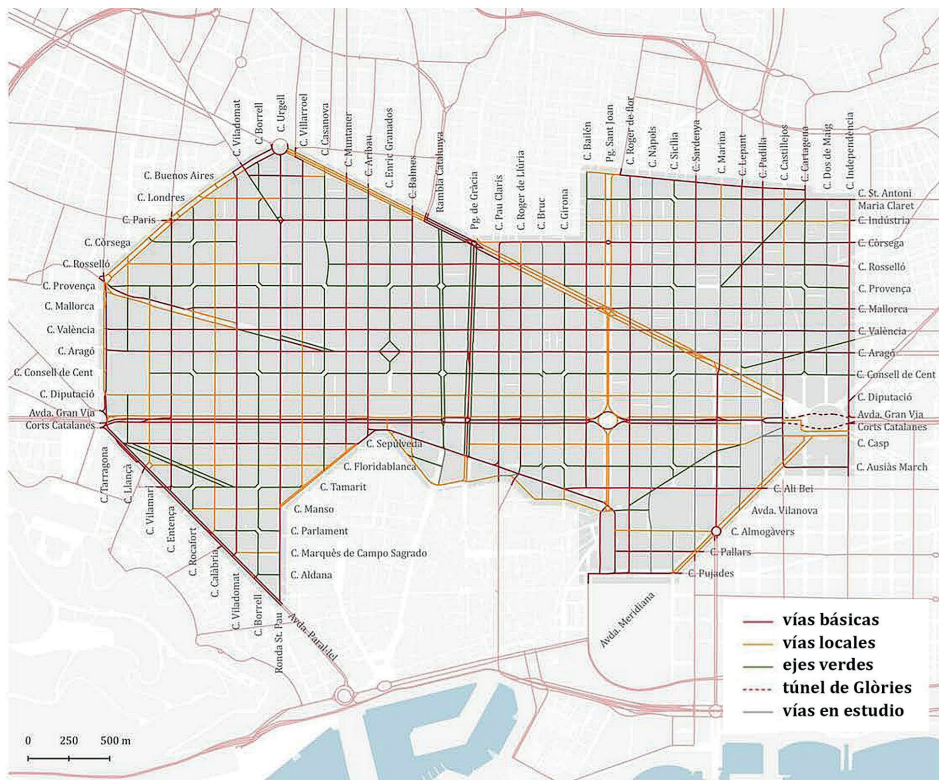 C. Viladomat
C. Borrell
C. Urgell
C. Villarroel
C. Casanova
C. Muntaner
C. Aribau
C. Enric Granados
C. Balmes
Rambla Catalunya
Pg. de Gràcia
C. Pau Claris
C. Roger de Llúria
C. Bruc
C. Girona
C. Bailén
Pg. Sant Joan
C. Roger de flor
C. Nàpols
C. Sicília
C. Sardenya
C. Marina
C. Lepant
C. Padilla
C. Castillejos
C. Cartagena
C. Dos de Maig
C. Independència
C. Buenos Aires
C. Londres
C. Paris
C. Còrsega
C. Rosselló
C. Provença
C. Mallorca
C. València
C. Aragó
C. Consell de Cent
C. Diputació
Avda. Gran Via
Corts Catalanes
C. St. Antoni
Maria Claret
C. Indústria
C. Còrsega
C. Rosselló
C. Provença
C. Mallorca
C. València
C. Aragó
C. Consell de Cent
C. Diputació
Avda. Gran Via
Corts Catalanes
C. Casp
C. Ausiàs March
C. Ali Bei
Avda. Vilanova
C. Almogàvers
C. Pallars
C. Pujades
Avda. Meridiana
C. Sepúlveda
C. Floridablanca
C. Tamarit
C. Manso
C. Parlament
C. Marquès de Campo Sagrado
C. Aldana
C. Tarragona
C. Llançà
C. Vilamar
C. Entença
C. Rocafort
C. Calàbria
C. Viladomat
C. Borrell
Ronda St. Pau
Avda. Paral·lel
vías básicas
vías locales
ejes verdes
túnel de Glòries
vías en estudio
0 250 500 m